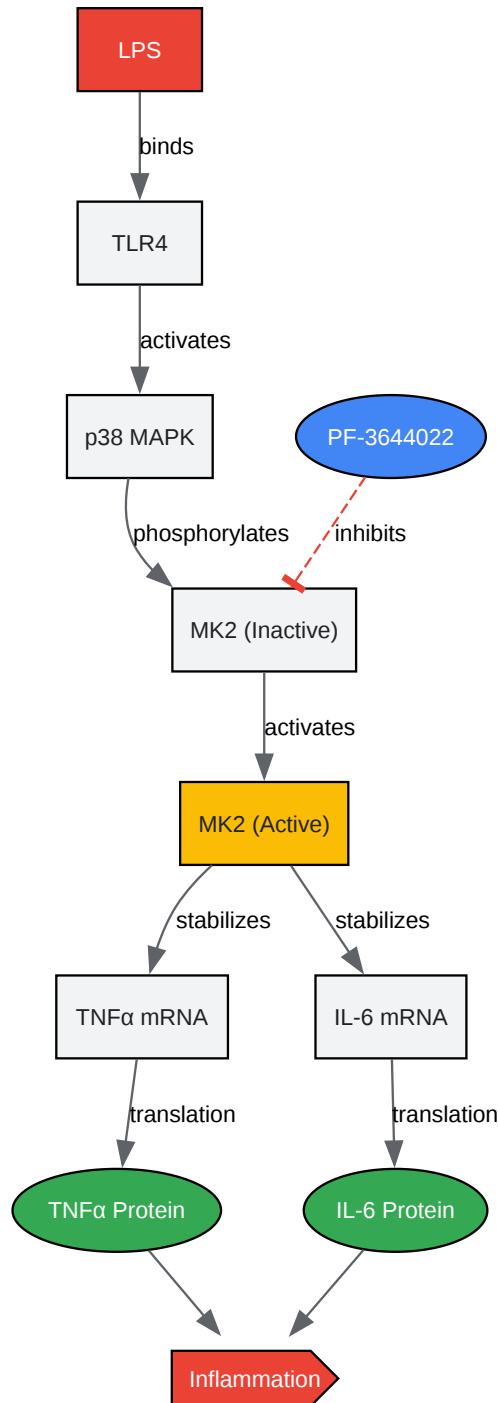 LPS
binds
TLR4
activates
p38 MAPK
PF-3644022
phosphorylates
inhibits
MK2 (Inactive)
activates
MK2 (Active)
stabilizes
stabilizes
TNFα mRNA
IL-6 mRNA
translation
translation
TNFα Protein
IL-6 Protein
Inflammation